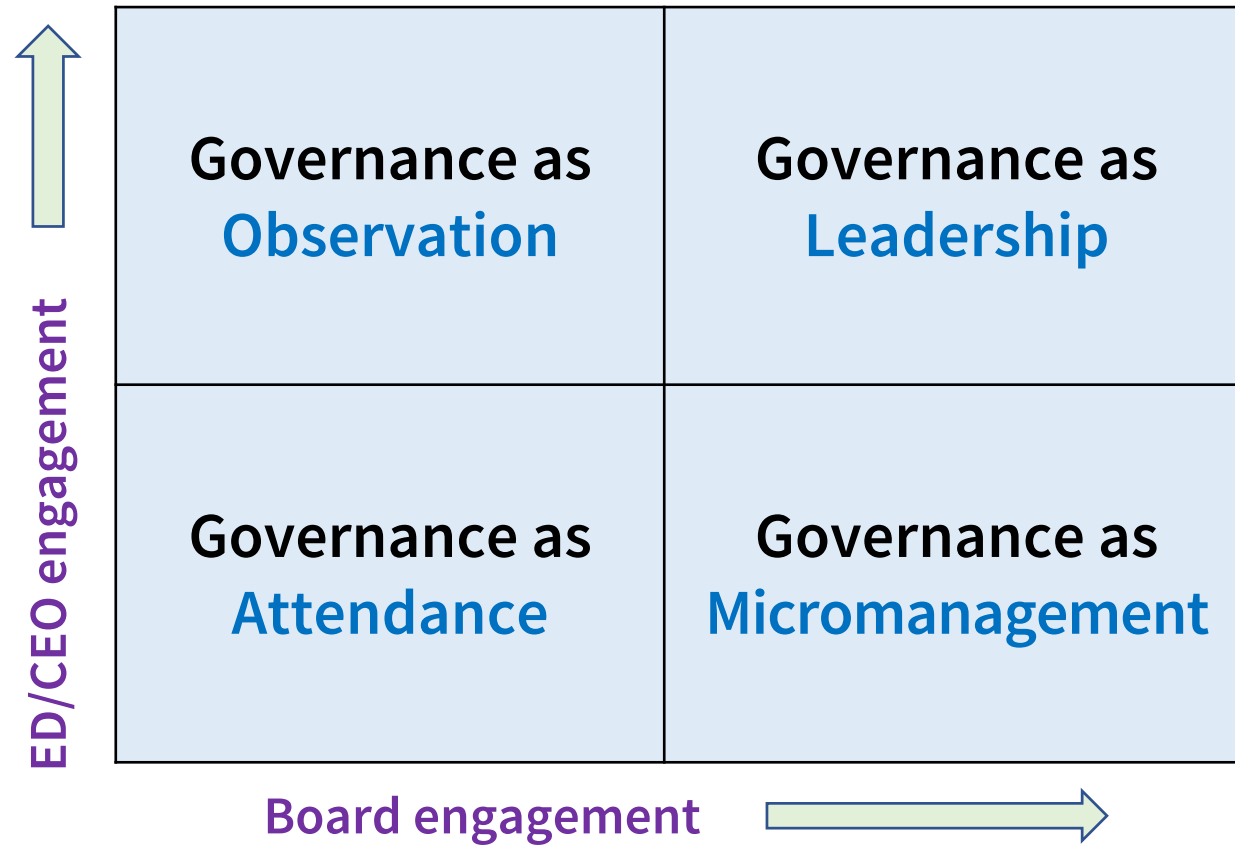 Governance as
Observation
Governance as
Leadership
Governance as
Attendance
Governance as
Micromanagement
ED/CEO engagement
Board engagement